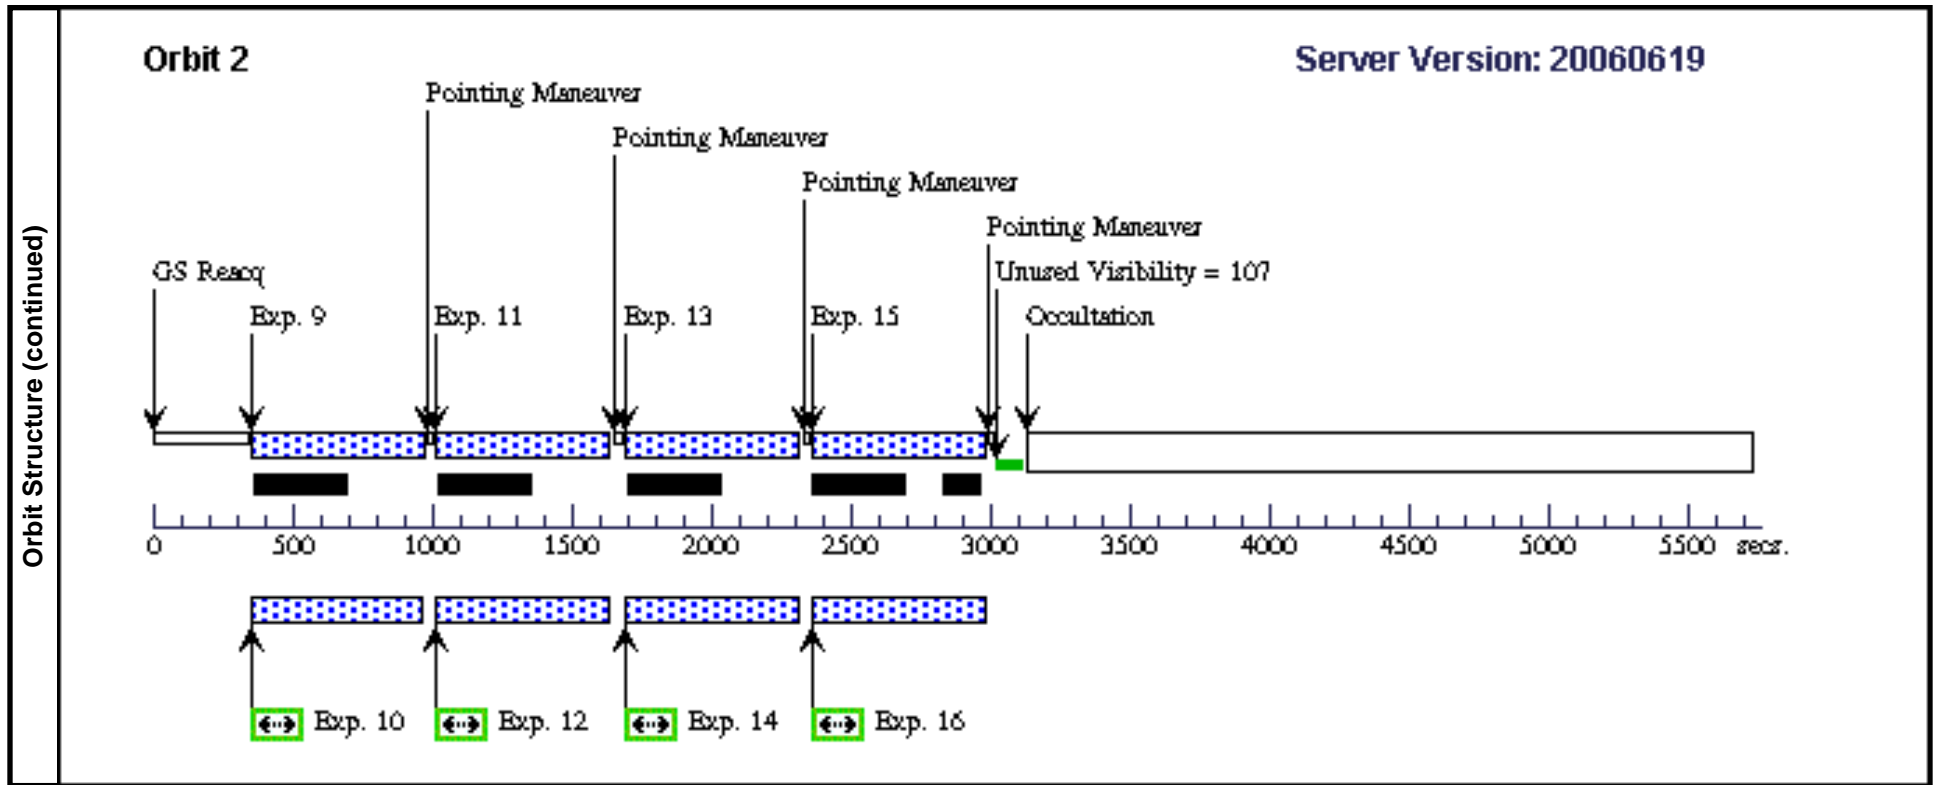 Orbit Structure (continued)
Orbit 2
Server Version: 20060619
Pointing Maneuver
Pointing Maneuver
Pointing Maneuver
Pointing Maneuver
GS Reacq
Unused Visibility = 107
Exp. 9
Exp. 11
Exp. 13
Exp. 15
Occultation
0
500
1000
1500
2000
2500
3000
3500
4000
4500
5000
5500
secs.
Exp. 10
Exp. 12
Exp. 14
Exp. 16